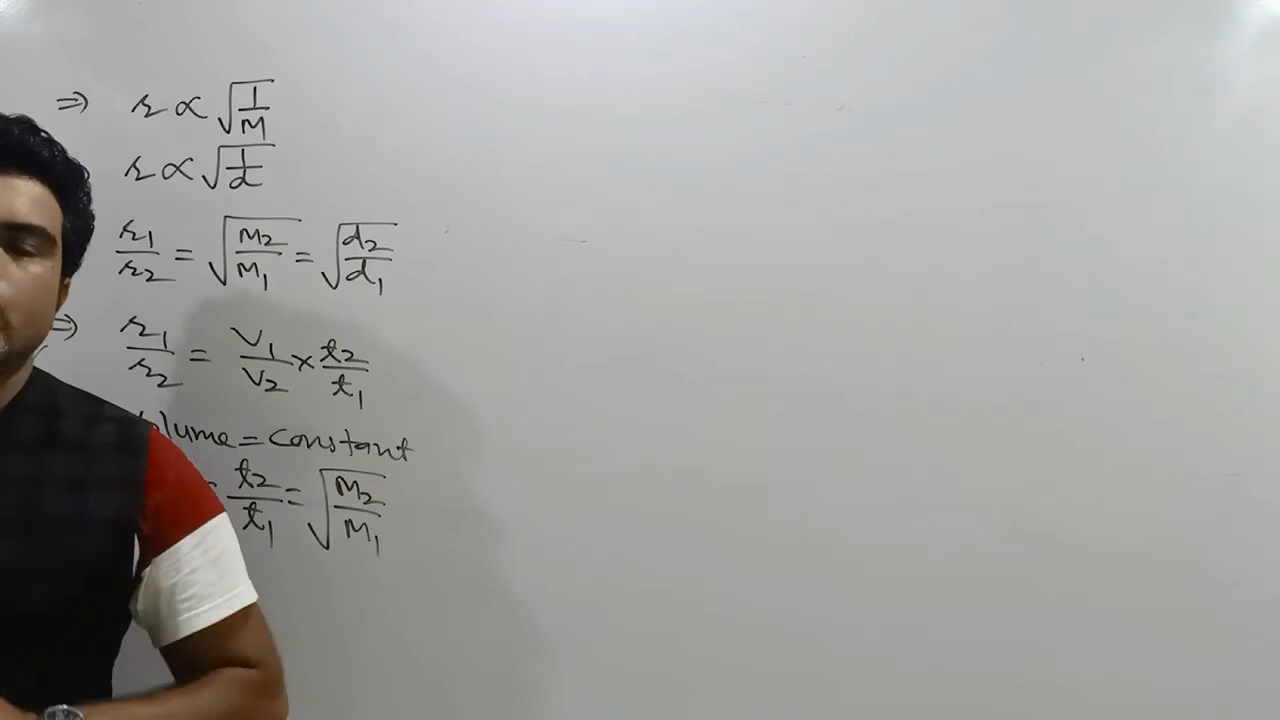 ⇒ r ∝ √(1/M)
r ∝ √(1/d)
r₁/r₂ = √(M₂/M₁) = √(d₂/d₁)
⇒ r₁/r₂ = V₁/V₂ × t₂/t₁
= constant
t₂/t₁ = √(M₂/M₁)